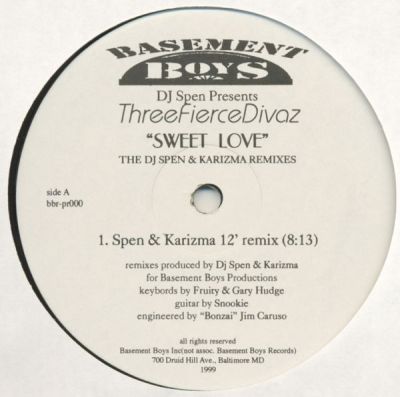 BASEMENT
BOYS
DJ Spen Presents
ThreeFierceDivaz
"SWEET LOVE"
THE DJ SPEN & KARIZMA REMIXES
side A
bbr-pr000
1. Spen & Karizma 12' remix (8:13)
remixes produced by Dj Spen & Karizma
for Basement Boys Productions
keybords by Fruity & Gary Hudge
guitar by Snookie
engineered by "Bonzai" Jim Caruso
all rights reserved
Basement Boys Inc(not assoc. Basement Boys Records)
700 Druid Hill Ave., Baltimore MD
1999